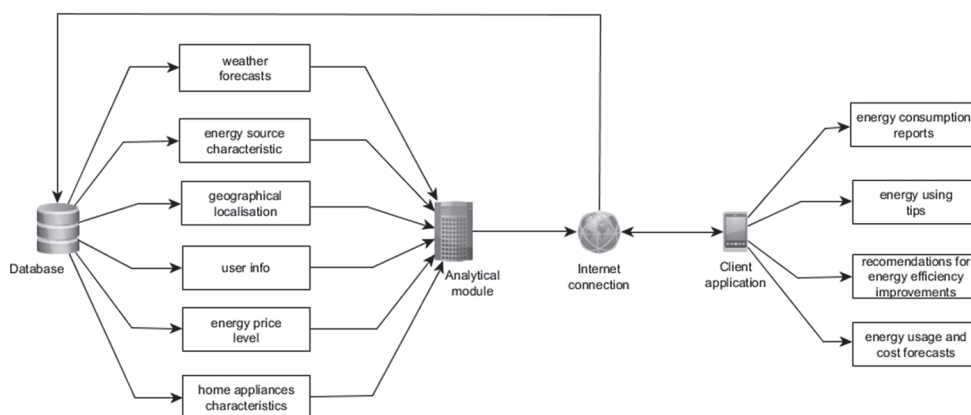 weather
forecasts
energy source
characteristic
geographical
localisation
user info
energy price
level
home appliances
characteristics
Database
Analytical
module
Internet
connection
Client
application
energy consumption
reports
energy using
tips
recomendations for
energy efficiency
improvements
energy usage and
cost forecasts